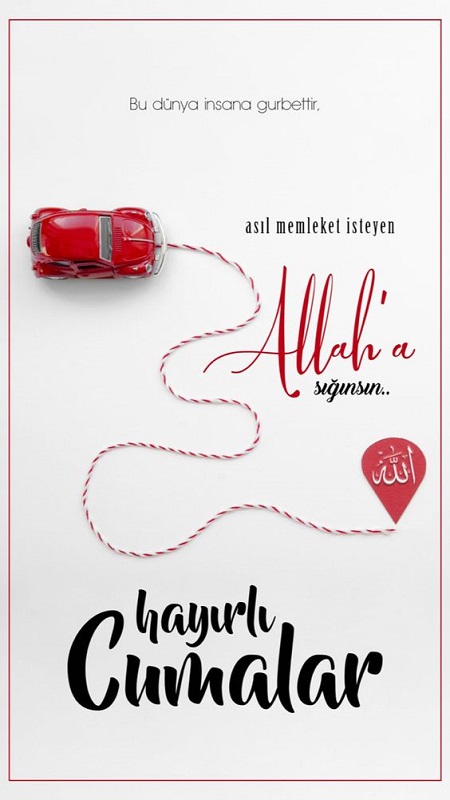 Bu dünya insana gurbettir,
asıl memleket isteyen
Allah'a
sığınsın..
الله
hayırlı
Cumalar